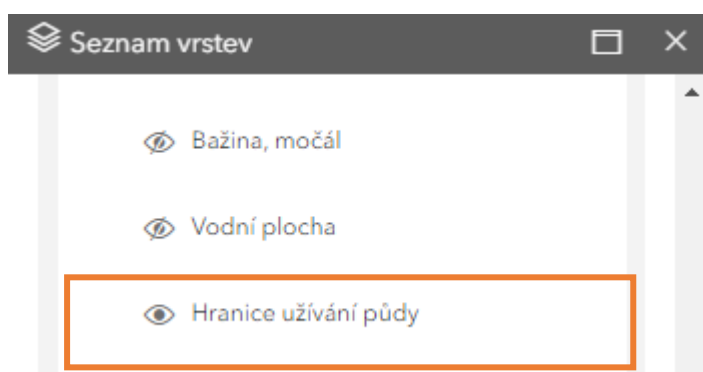 Seznam vrstev
Bažina, močál
Vodní plocha
Hranice užívání půdy